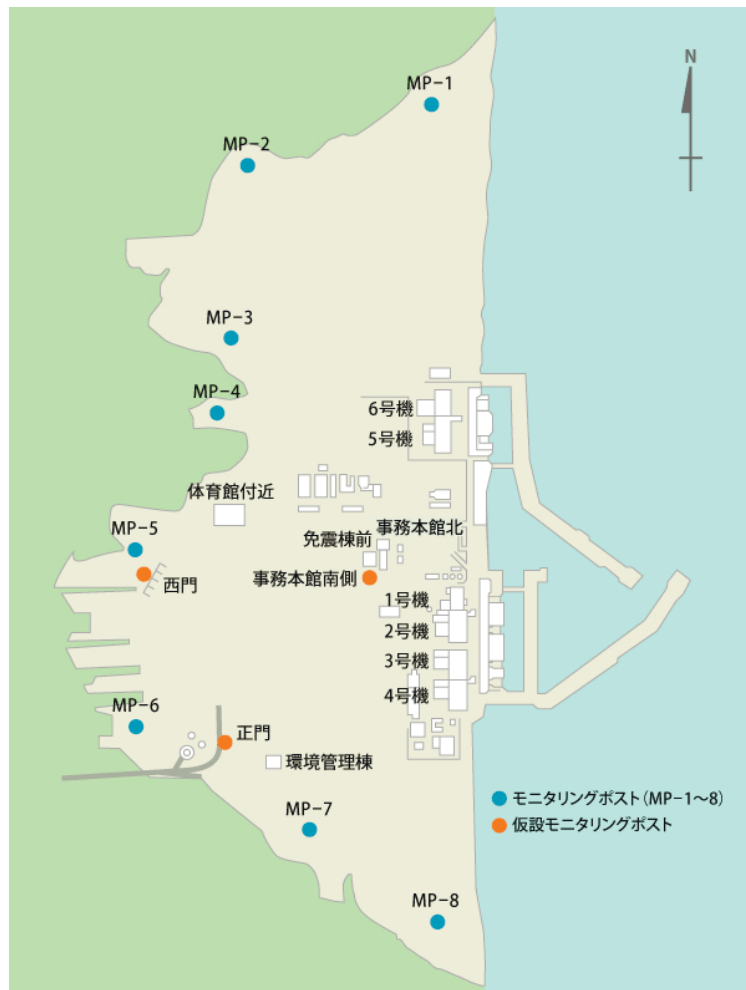 MP-1
N
MP-2
MP-3
MP-4
6号機
5号機
体育館付近
MP-5
事務本館北
免震棟前
西門
事務本館南側
1号機
2号機
3号機
4号機
MP-6
正門
環境管理棟
MP-7
モニタリングポスト(MP-1〜8)
仮設モニタリングポスト
MP-8